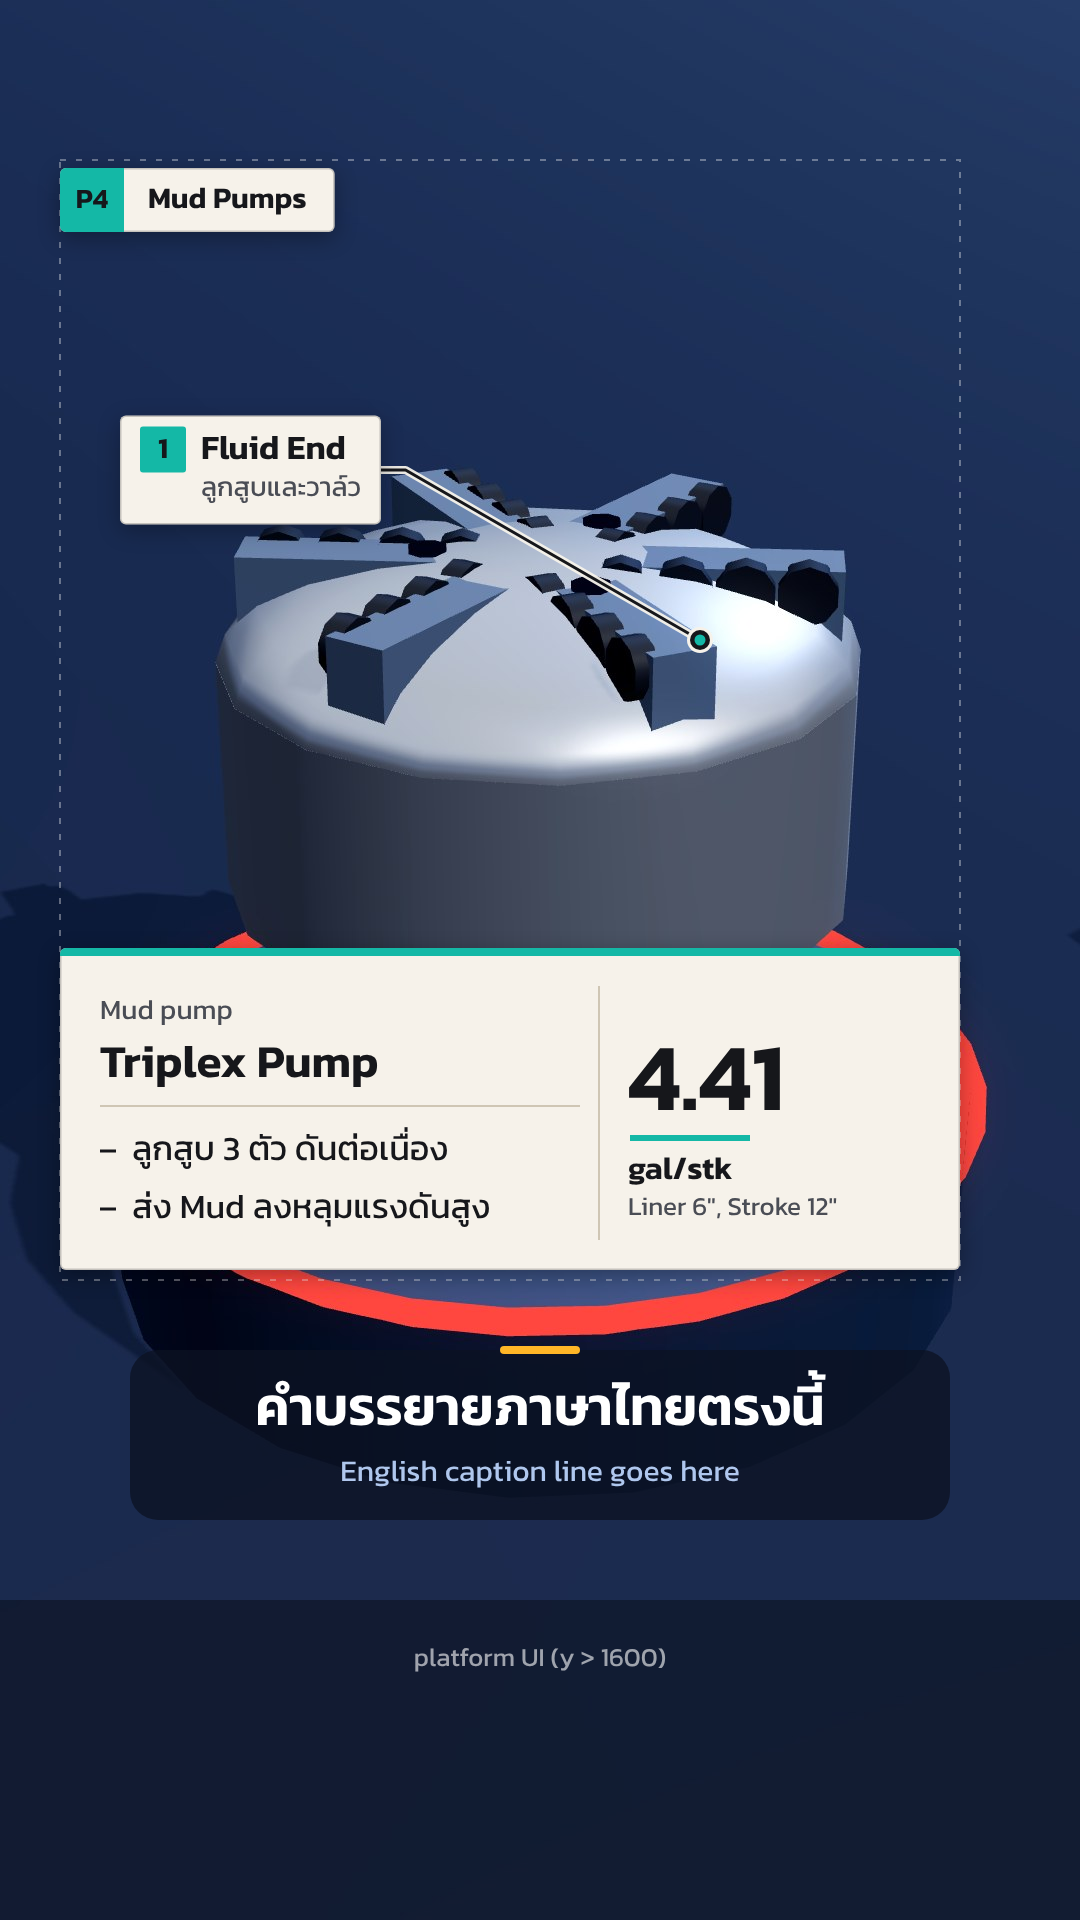 P4 Mud Pumps
1 Fluid End
ลูกสูบและวาล์ว
Mud pump
Triplex Pump
– ลูกสูบ 3 ตัว ดันต่อเนื่อง
– ส่ง Mud ลงหลุมแรงดันสูง
4.41
gal/stk
Liner 6", Stroke 12"
คำบรรยายภาษาไทยตรงนี้
English caption line goes here
platform UI (y > 1600)